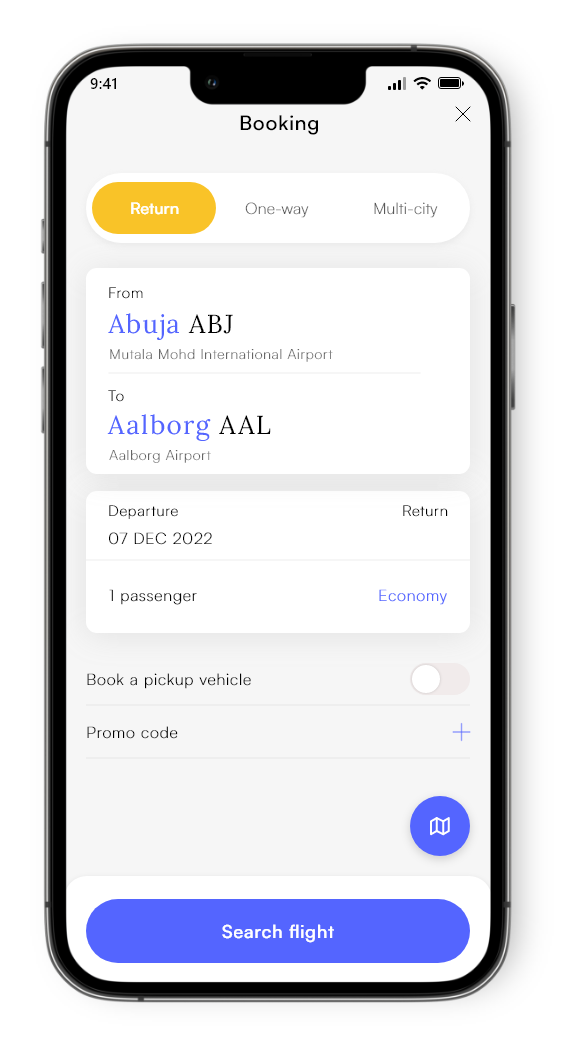 9:41
Booking
Return One-way Multi-city
From
Abuja ABJ
Mutala Mohd International Airport
To
Aalborg AAL
Aalborg Airport
Departure Return
07 DEC 2022
1 passenger Economy
Book a pickup vehicle
Promo code
Search flight